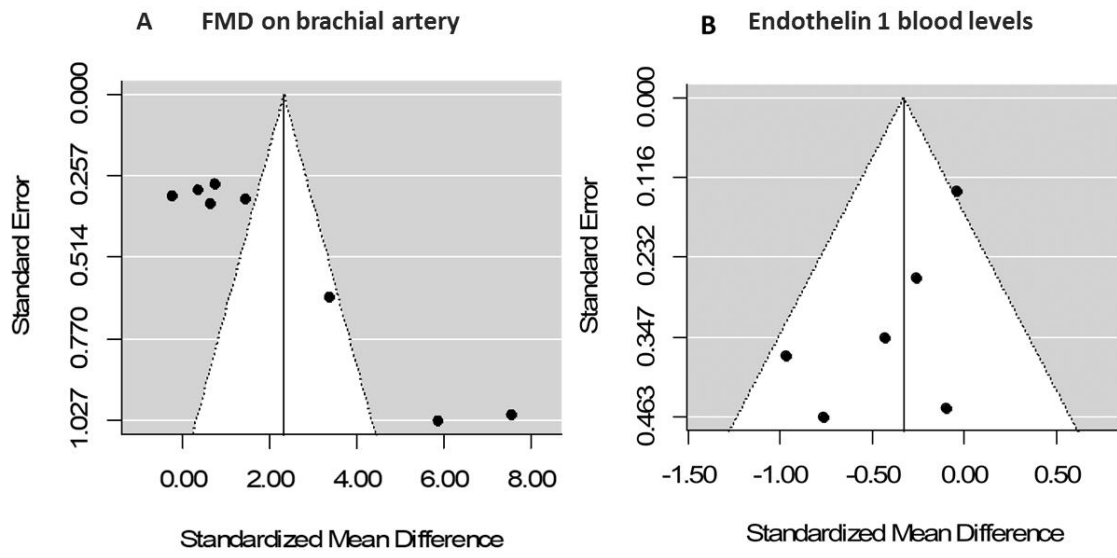 A FMD on brachial artery
Standard Error
0.000
0.257
0.514
0.770
1.027
0.00 2.00 4.00 6.00 8.00
Standardized Mean Difference
B Endothelin 1 blood levels
Standard Error
0.000
0.116
0.232
0.347
0.463
-1.50 -1.00 -0.50 0.00 0.50
Standardized Mean Difference